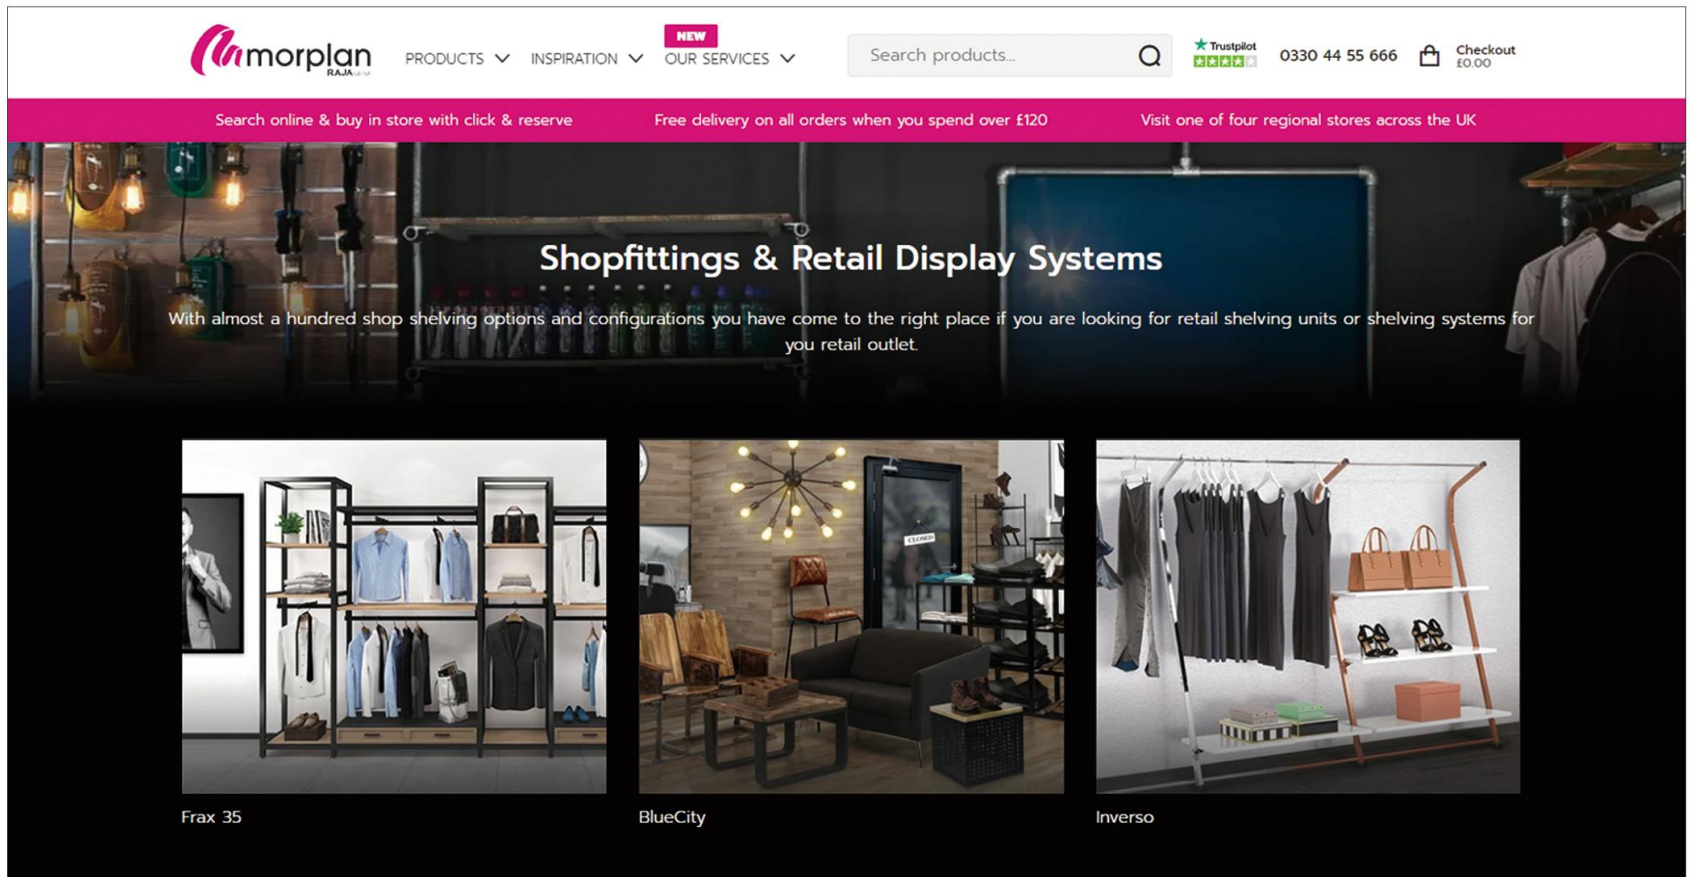 morplan
RAJA
PRODUCTS
INSPIRATION
NEW
OUR SERVICES
Search products...
Trustpilot
0330 44 55 666
Checkout
£0.00
Search online & buy in store with click & reserve
Free delivery on all orders when you spend over £120
Visit one of four regional stores across the UK
Shopfittings & Retail Display Systems
With almost a hundred shop shelving options and configurations you have come to the right place if you are looking for retail shelving units or shelving systems for
you retail outlet.
CLOSED
Frax 35
BlueCity
Inverso